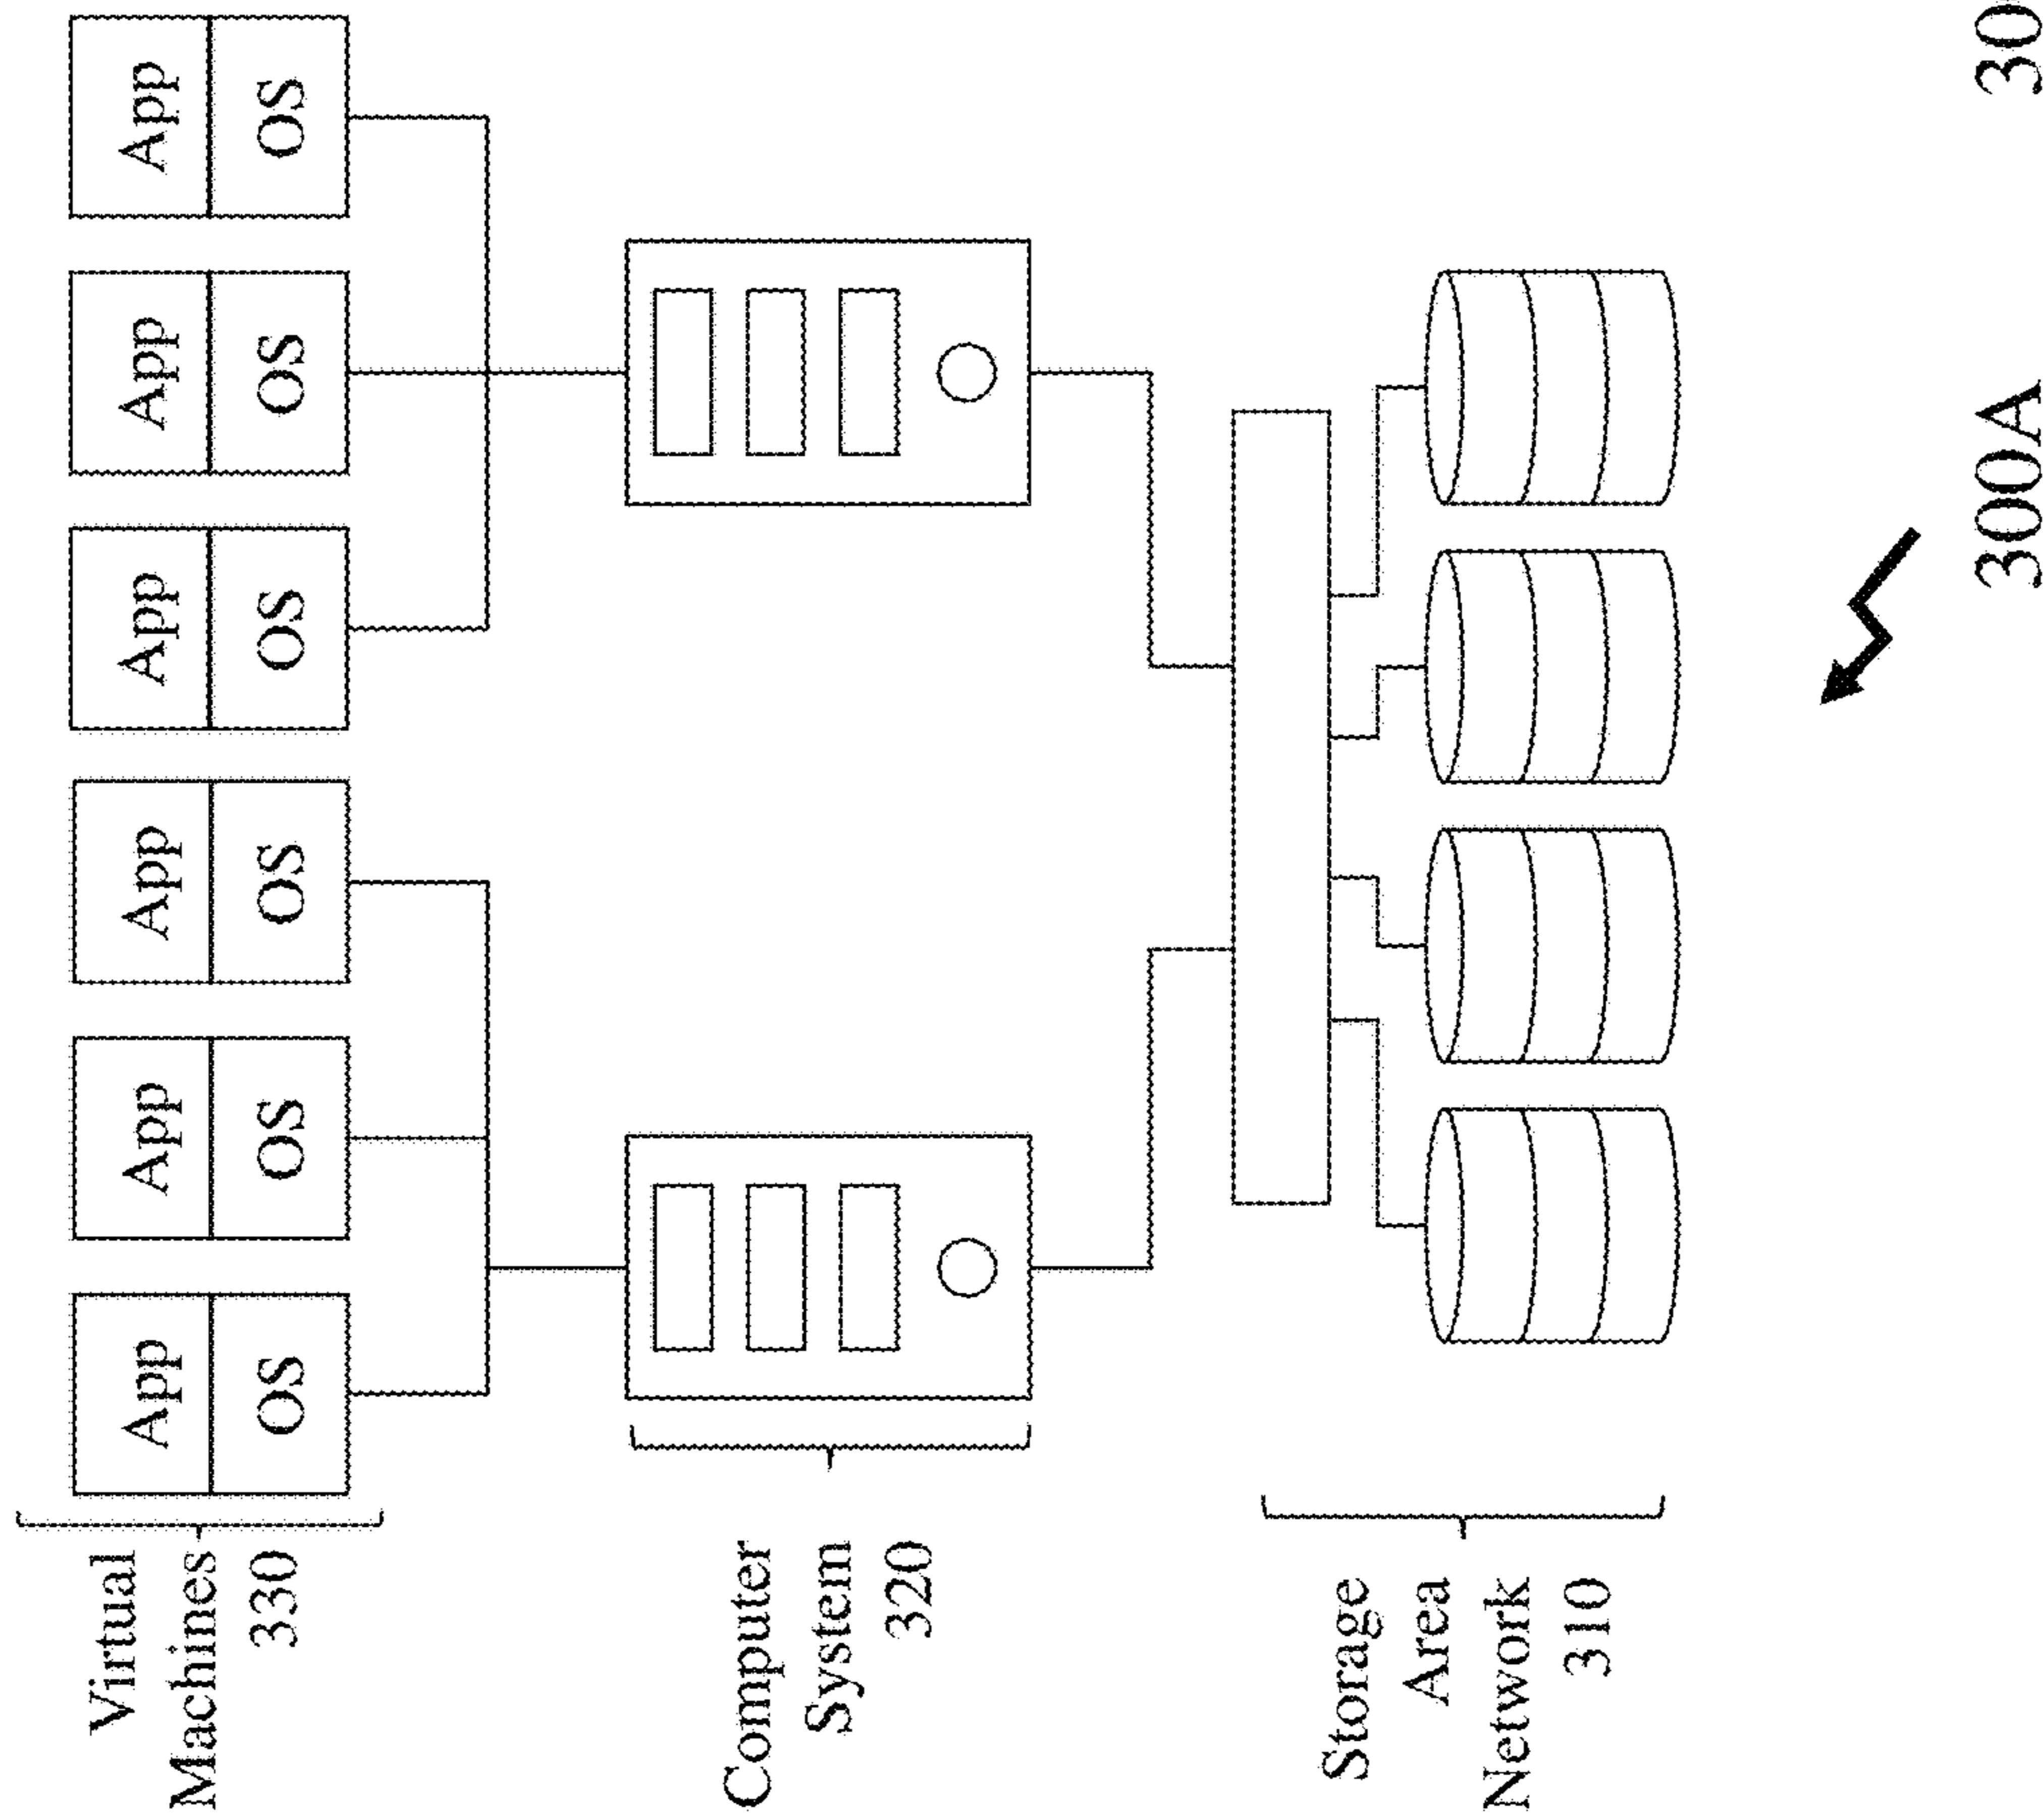 Virtual
Machines
330
App
OS
App
OS
App
OS
App
OS
App
OS
App
OS
Computer
System
320
Storage
Area
Network
310
300A
30